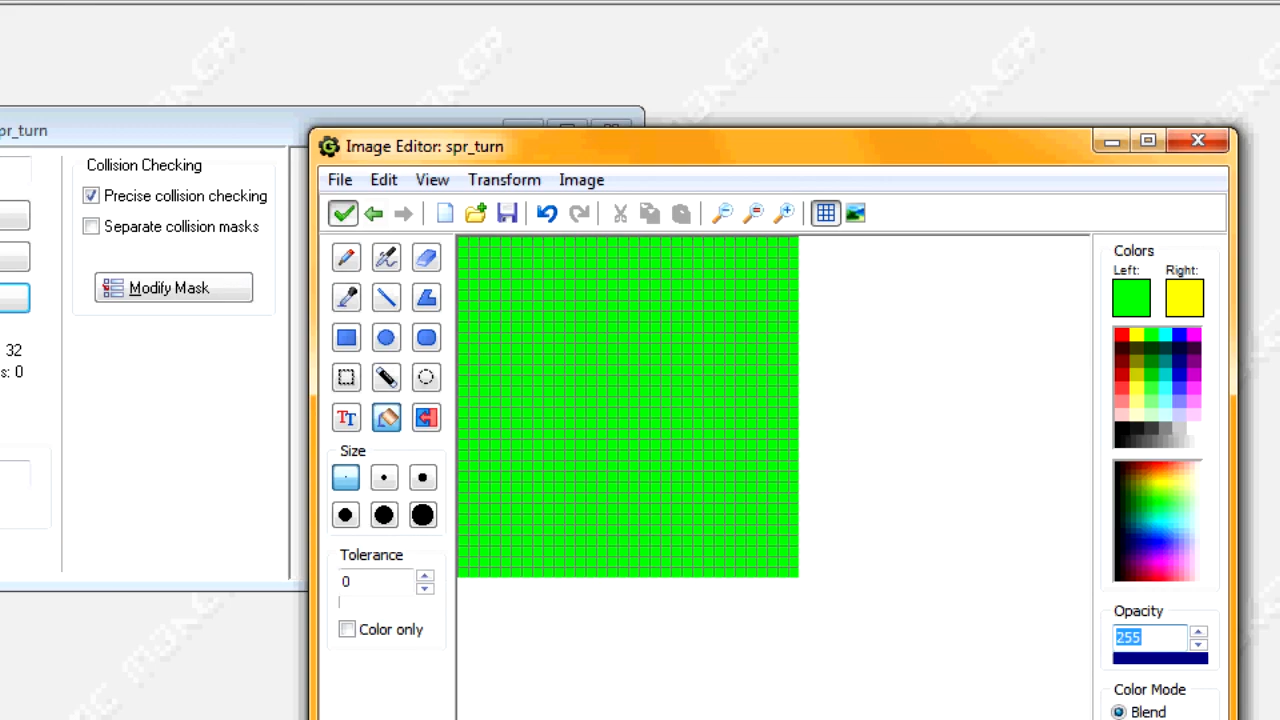 pr_turn
Collision Checking
Precise collision checking
Separate collision masks
Modify Mask
32
s: 0
Image Editor: spr_turn
File Edit View Transform Image
Size
Tolerance
0
Color only
Colors
Left: Right:
Opacity
255
Color Mode
Blend